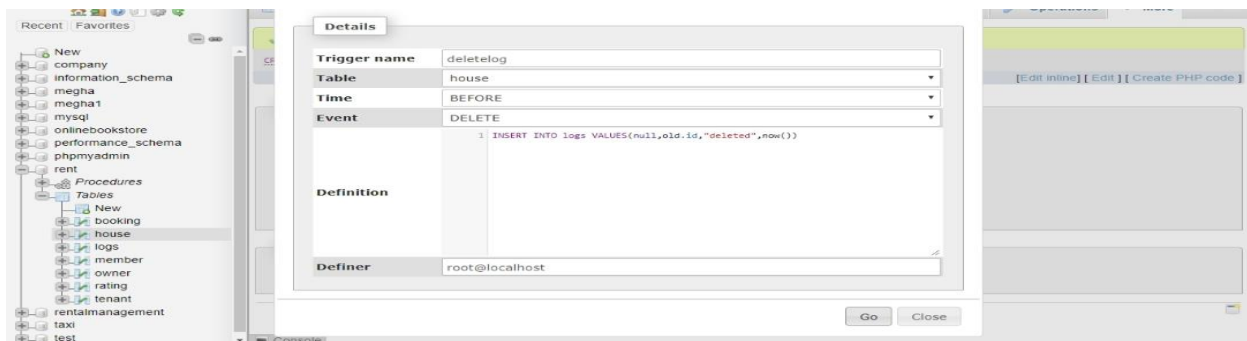 Recent Favorites
New
company
information_schema
megha
megha1
mysql
onlinebookstore
performance_schema
phpmyadmin
rent
Procedures
Tables
New
booking
house
logs
member
owner
rating
tenant
rentalmanagement
taxi
test
Details
Trigger name deletelog
Table house
Time BEFORE
Event DELETE
Definition
1 INSERT INTO logs VALUES(null,old.id,"deleted",now())
Definer root@localhost
Go Close
[Edit inline] [ Edit ] [ Create PHP code ]
Console